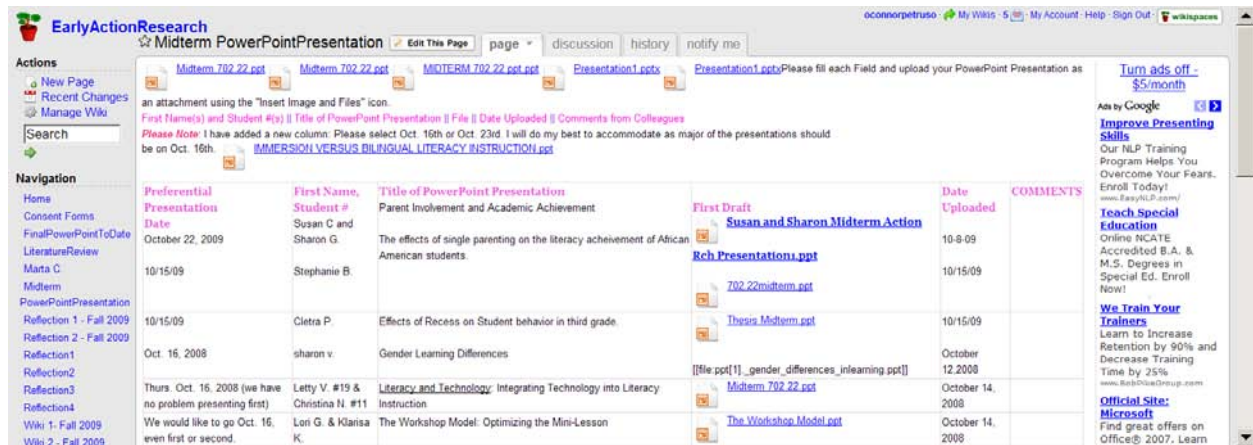 oconnorpetruso · My Wikis · 5 · My Account · Help · Sign Out · wikispaces
EarlyActionResearch
Midterm PowerPointPresentation Edit This Page page discussion history notify me
Actions
New Page
Recent Changes
Manage Wiki
Search
Navigation
Home
Consent Forms
FinalPowerPointToDate
LiteratureReview
Marta C
Midterm
PowerPointPresentation
Reflection 1 - Fall 2009
Reflection 2 - Fall 2009
Reflection1
Reflection2
Reflection3
Reflection4
Wiki 1- Fall 2009
Wiki 2 - Fall 2009
Midterm 702.22.ppt Midterm 702.22.ppt MIDTERM 702.22.ppt.ppt Presentation1.pptx Presentation1.pptxPlease fill each Field and upload your PowerPoint Presentation as
an attachment using the "Insert Image and Files" icon.
First Name(s) and Student #(s) || Title of PowerPoint Presentation || File || Date Uploaded || Comments from Colleagues
Please Note: I have added a new column: Please select Oct. 16th or Oct. 23rd. I will do my best to accommodate as major of the presentations should
be on Oct. 16th. IMMERSION VERSUS BILINGUAL LITERACY INSTRUCTION.ppt
Preferential
Presentation
Date
October 22, 2009
10/15/09
First Name,
Student #
Susan C and
Sharon G.
Stephanie B.
Title of PowerPoint Presentation
Parent Involvement and Academic Achievement
The effects of single parenting on the literacy acheivement of African
American students.
First Draft
Susan and Sharon Midterm Action
Rch Presentation1.ppt
702.22midterm.ppt
Date
Uploaded
10-8-09
10/15/09
COMMENTS
10/15/09 Cletra P. Effects of Recess on Student behavior in third grade. Thesis Midterm.ppt 10/15/09
Oct. 16, 2008 sharon v. Gender Learning Differences
[[file:ppt[1]._gender_differences_inlearning.ppt]]
October
12,2008
Thurs. Oct. 16, 2008 (we have
no problem presenting first)
Letty V. #19 &
Christina N. #11
Literacy and Technology: Integrating Technology into Literacy
Instruction
Midterm 702.22.ppt
October 14,
2008
We would like to go Oct. 16,
even first or second.
Lori G. & Klarisa
K.
The Workshop Model: Optimizing the Mini-Lesson
The Workshop Model.ppt
October 14,
2008
Turn ads off -
$5/month
Ads by Google
Improve Presenting
Skills
Our NLP Training
Program Helps You
Overcome Your Fears.
Enroll Today!
www.EasyNLP.com/
Teach Special
Education
Online NCATE
Accredited B.A. &
M.S. Degrees in
Special Ed. Enroll
Now!
We Train Your
Trainers
Learn to Increase
Retention by 90% and
Decrease Training
Time by 25%
www.BobPikeGroup.com
Official Site:
Microsoft
Find great offers on
Office® 2007. Learn